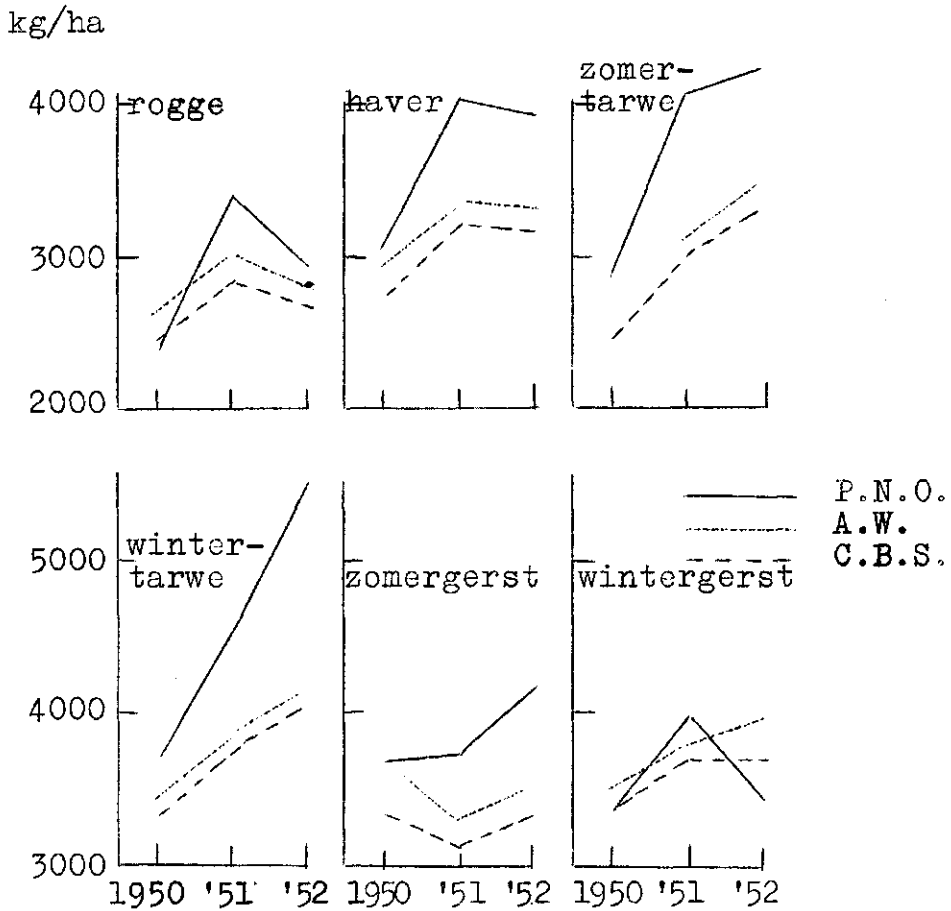 kg/ha
zomer-
4000 rogge haver tarwe
3000
2000
P.N.O.
A.W.
winter-
5000 C.B.S.
tarwe zomergerst wintergerst
4000
3000
1950 '51 '52 1950 '51 '52 1950 '51 '52